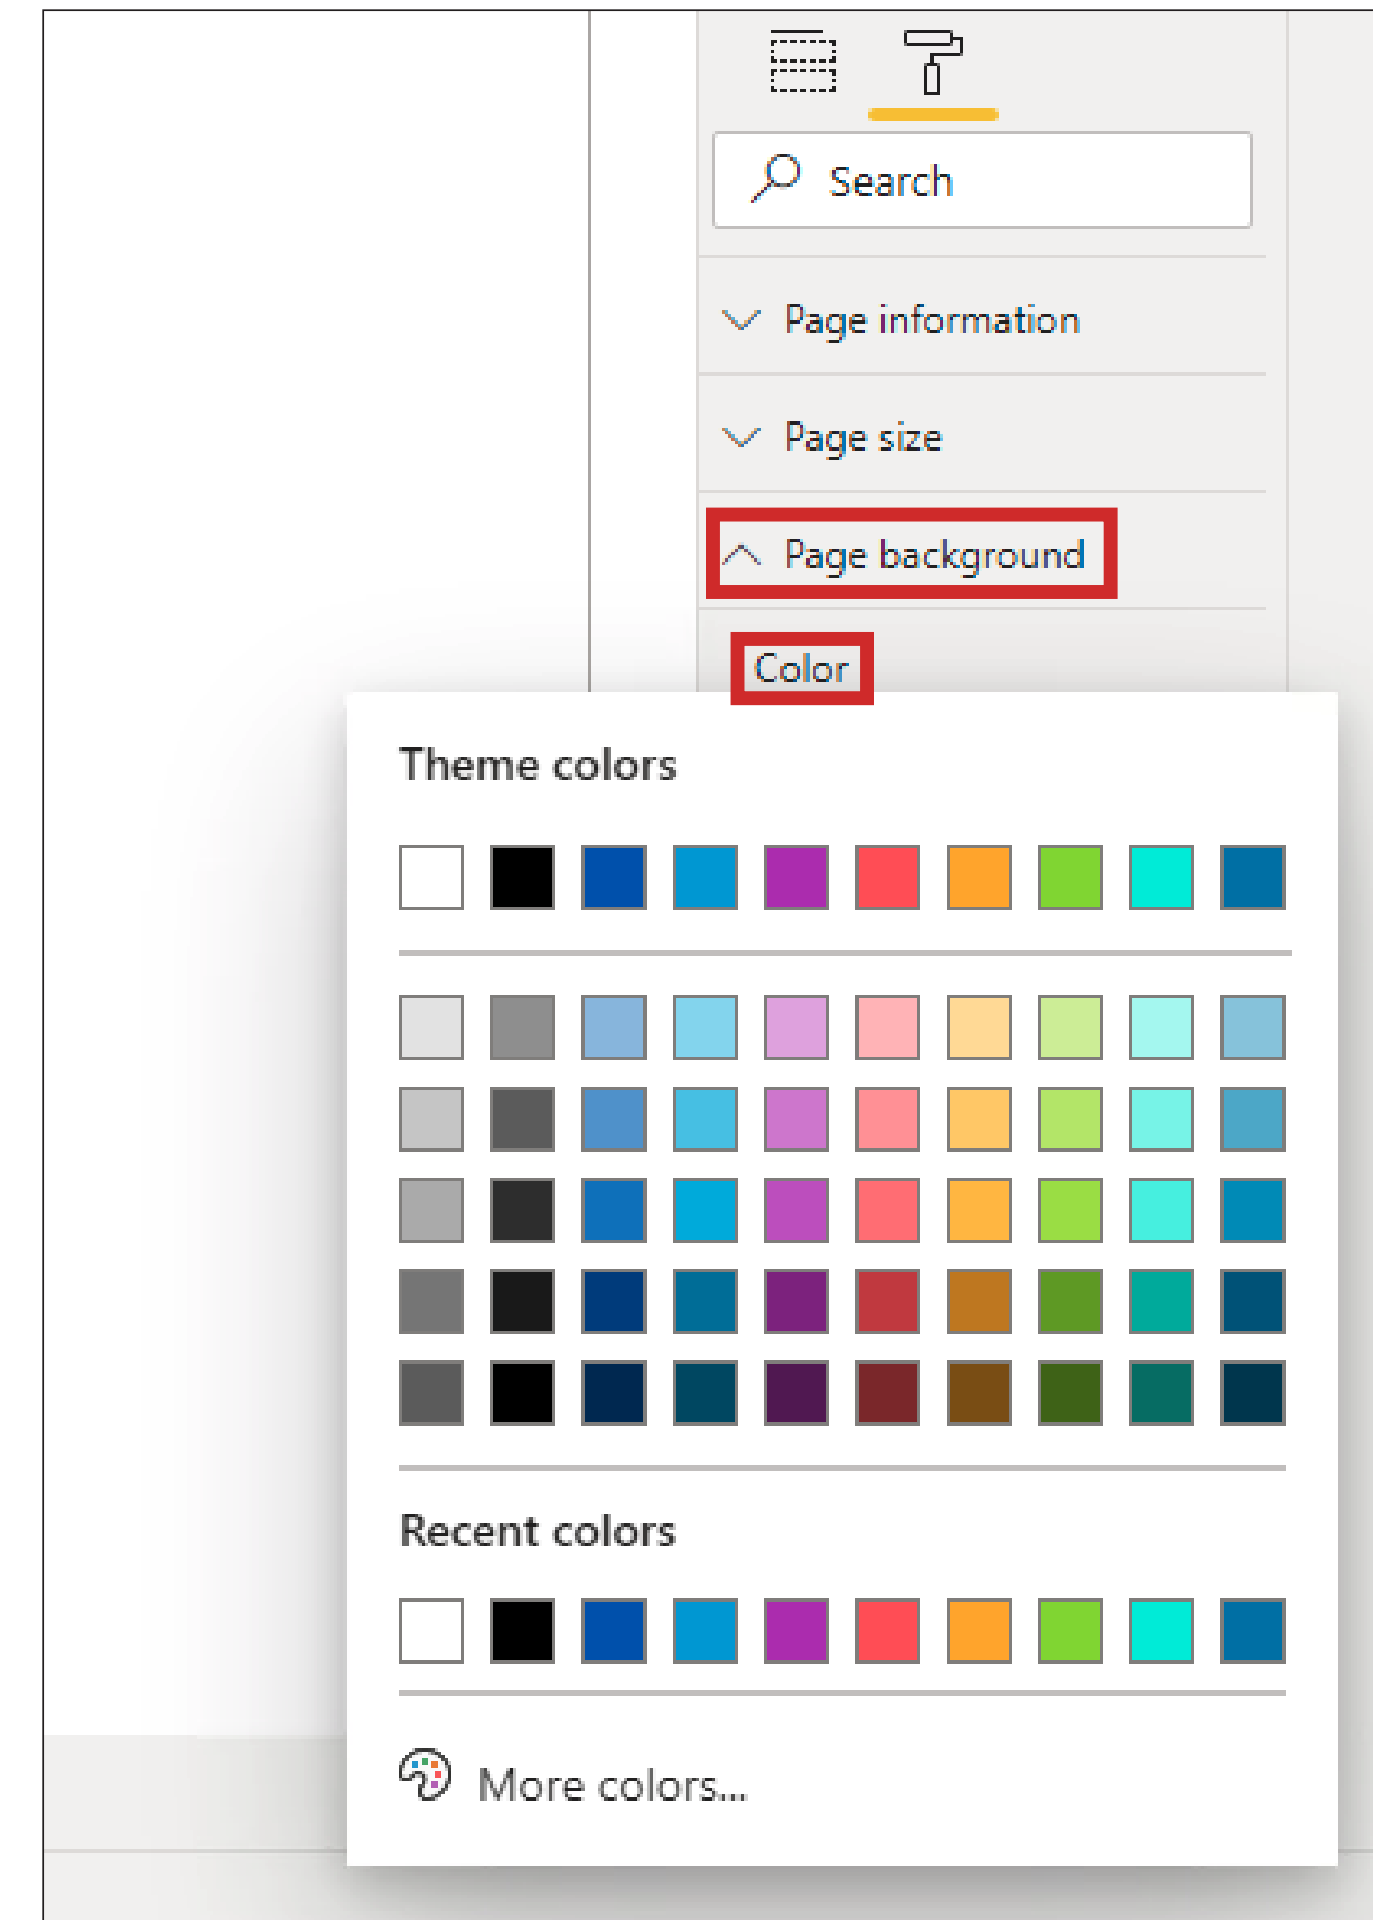 Search
Page information
Page size
Page background
Color
Theme colors
Recent colors
More colors...